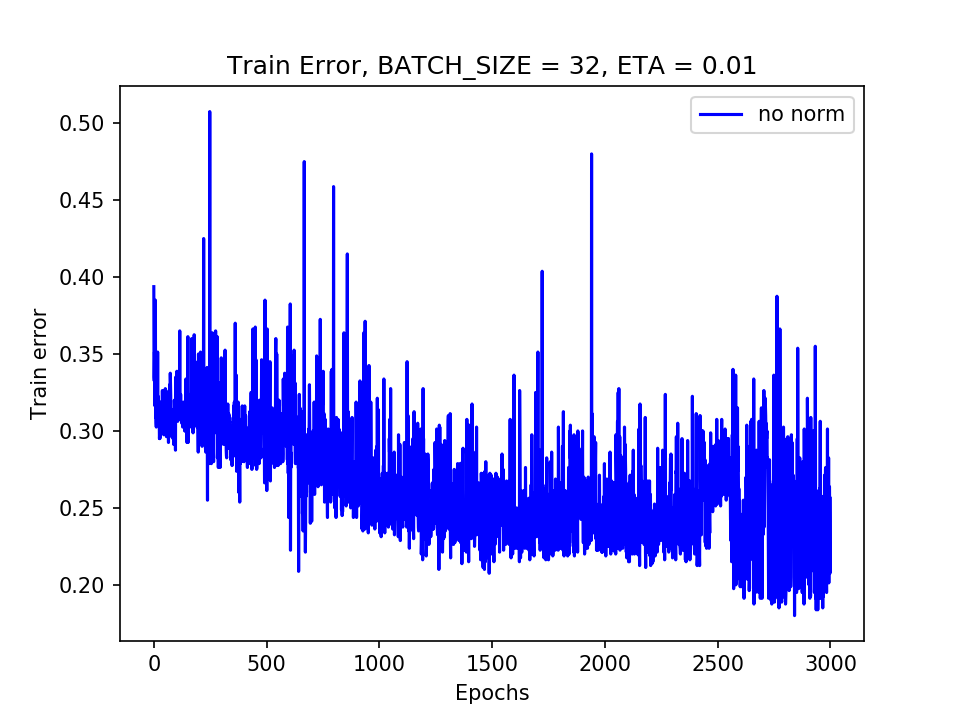 Train Error, BATCH_SIZE = 32, ETA = 0.01
no norm
0.50
0.45
0.40
0.35
0.30
0.25
0.20
Train error
0 500 1000 1500 2000 2500 3000
Epochs